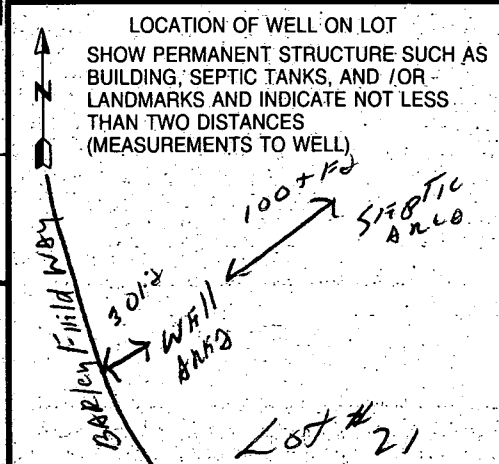 LOCATION OF WELL ON LOT
SHOW PERMANENT STRUCTURE SUCH AS
BUILDING, SEPTIC TANKS, AND /OR
LANDMARKS AND INDICATE NOT LESS
THAN TWO DISTANCES
(MEASUREMENTS TO WELL)
N
100+ Fd
SEPTIC
AREA
30Fd
WEll
AREA
BARley Field WAy
Lot # 21